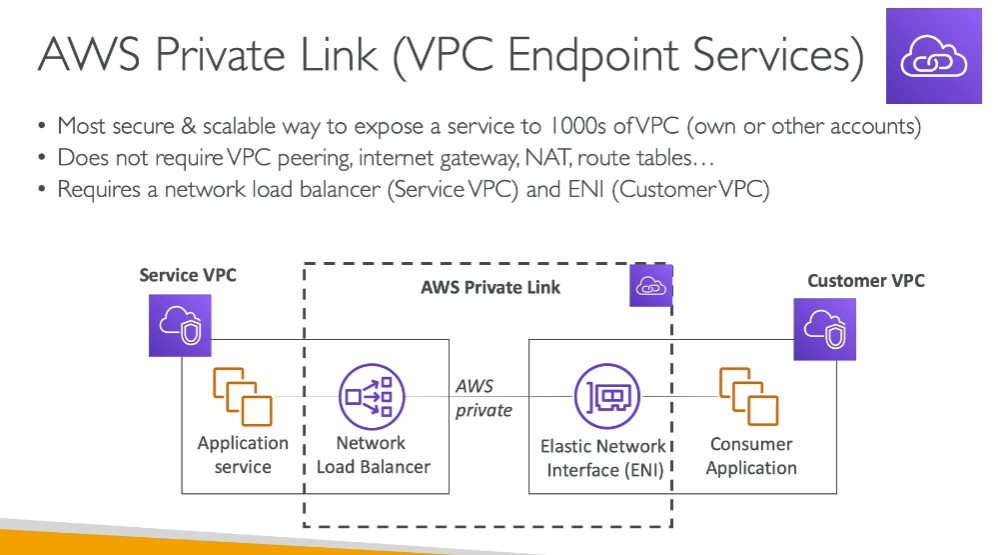 AWS Private Link (VPC Endpoint Services)
• Most secure & scalable way to expose a service to 1000s of VPC (own or other accounts)
• Does not require VPC peering, internet gateway, NAT, route tables…
• Requires a network load balancer (Service VPC) and ENI (Customer VPC)
Service VPC
AWS Private Link
Customer VPC
Application
service
Network
Load Balancer
AWS
private
Elastic Network
Interface (ENI)
Consumer
Application